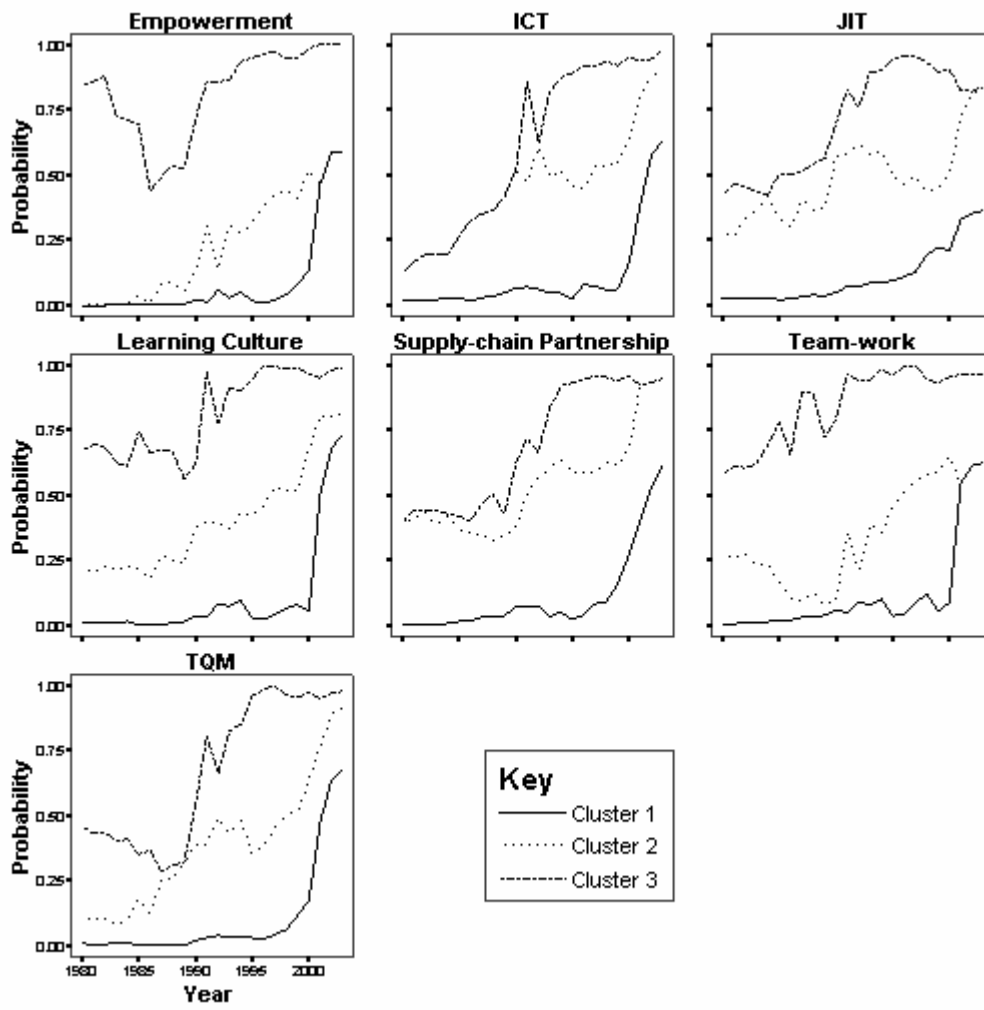 Empowerment ICT JIT
1.00
0.75
0.50
0.25
0.00
Probability
Learning Culture Supply-chain Partnership Team-work
1.00
0.75
0.50
0.25
0.00
Probability
TQM
1.00
0.75
0.50
0.25
0.00
Probability
1980 1985 1990 1995 2000
Year
Key
Cluster 1
Cluster 2
Cluster 3